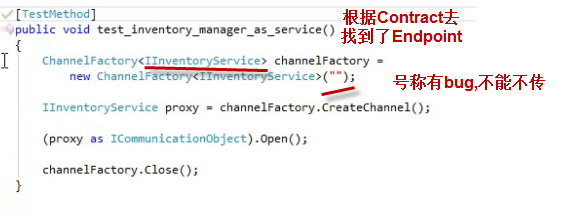 [TestMethod]
public void test_inventory_manager_as_service()
{
ChannelFactory<IInventoryService> channelFactory =
new ChannelFactory<IInventoryService>("");
IInventoryService proxy = channelFactory.CreateChannel();
(proxy as ICommunicationObject).Open();
channelFactory.Close();
}
根据Contract去
找到了Endpoint
号称有bug,不能不传